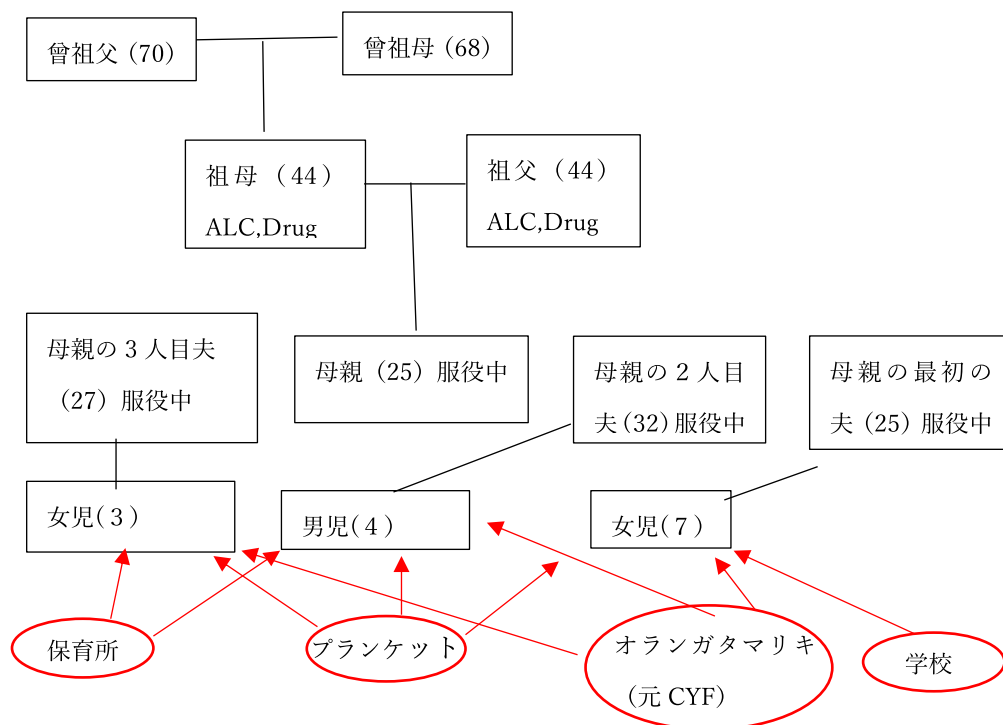 曾祖父（70）
曾祖母（68）
祖母（44）
ALC,Drug
祖父（44）
ALC,Drug
母親の３人目夫
（27）服役中
母親（25）服役中
母親の２人目
夫（32）服役中
母親の最初の
夫（25）服役中
女児（３）
男児（４）
女児（７）
保育所
プランケット
オランガタマリキ
（元 CYF）
学校